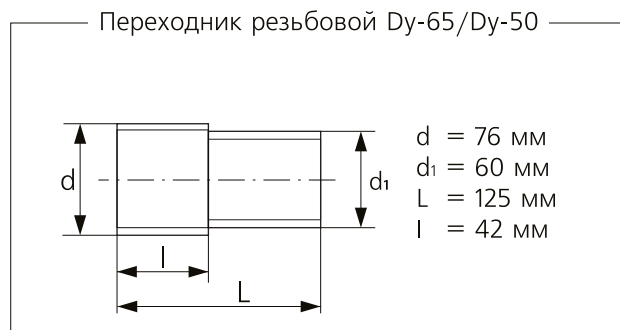 Переходник резьбовой Dy-65/Dy-50
d = 76 мм
d₁ = 60 мм
L = 125 мм
l = 42 мм
d
d₁
l
L